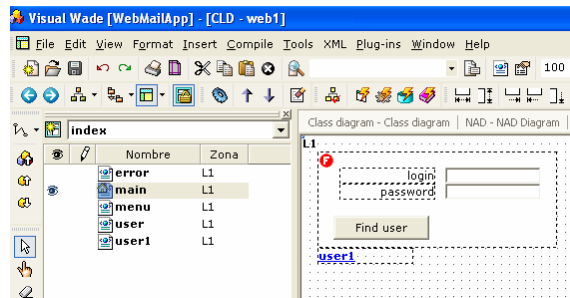 Visual Wade [WebMailApp] - [CLD - web1]
File Edit View Format Insert Compile Tools XML Plug-ins Window Help
100
Class diagram - Class diagram | NAD - NAD Diagram |
index
Nombre Zona
error L1
main L1
menu L1
user L1
user1 L1
L1
F
login
password
Find user
user1